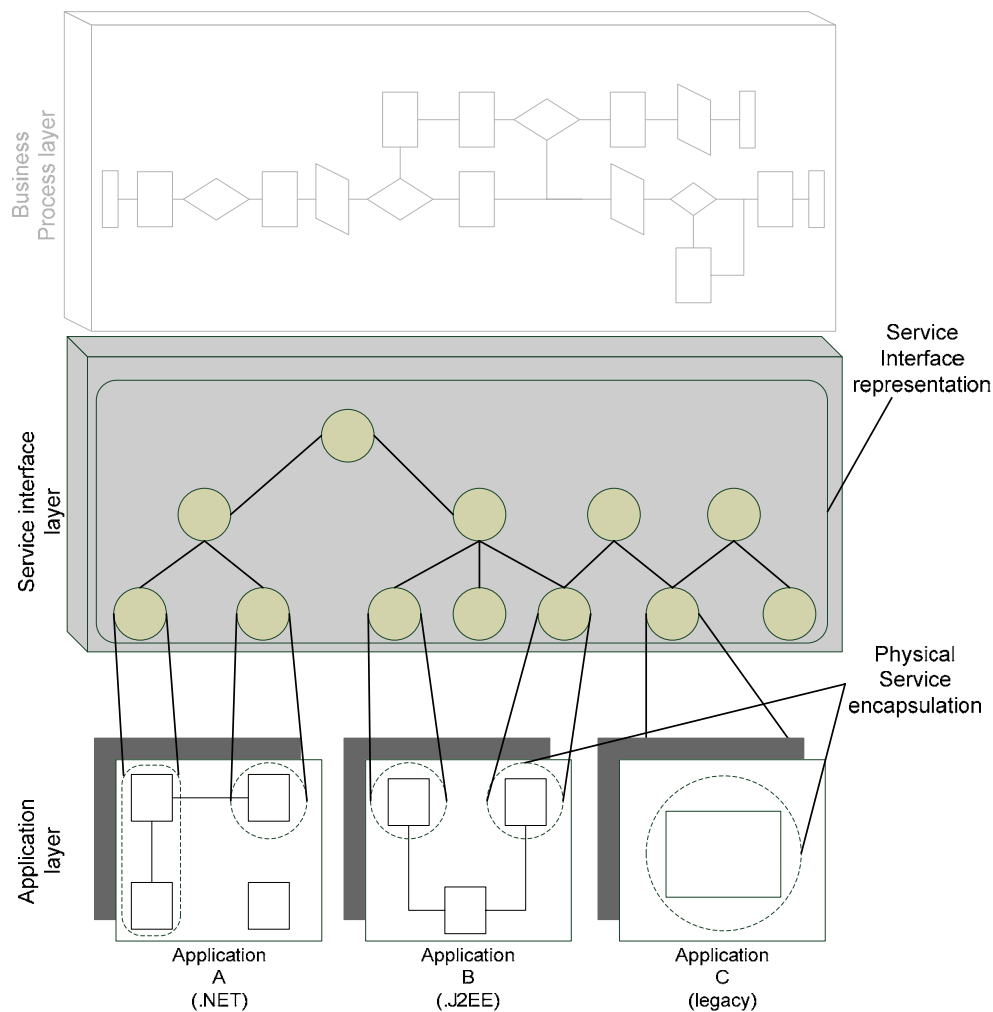 Business
Process layer
Service
Interface
representation
Service interface
layer
Physical
Service
encapsulation
Application
layer
Application
A
(.NET)
Application
B
(.J2EE)
Application
C
(legacy)